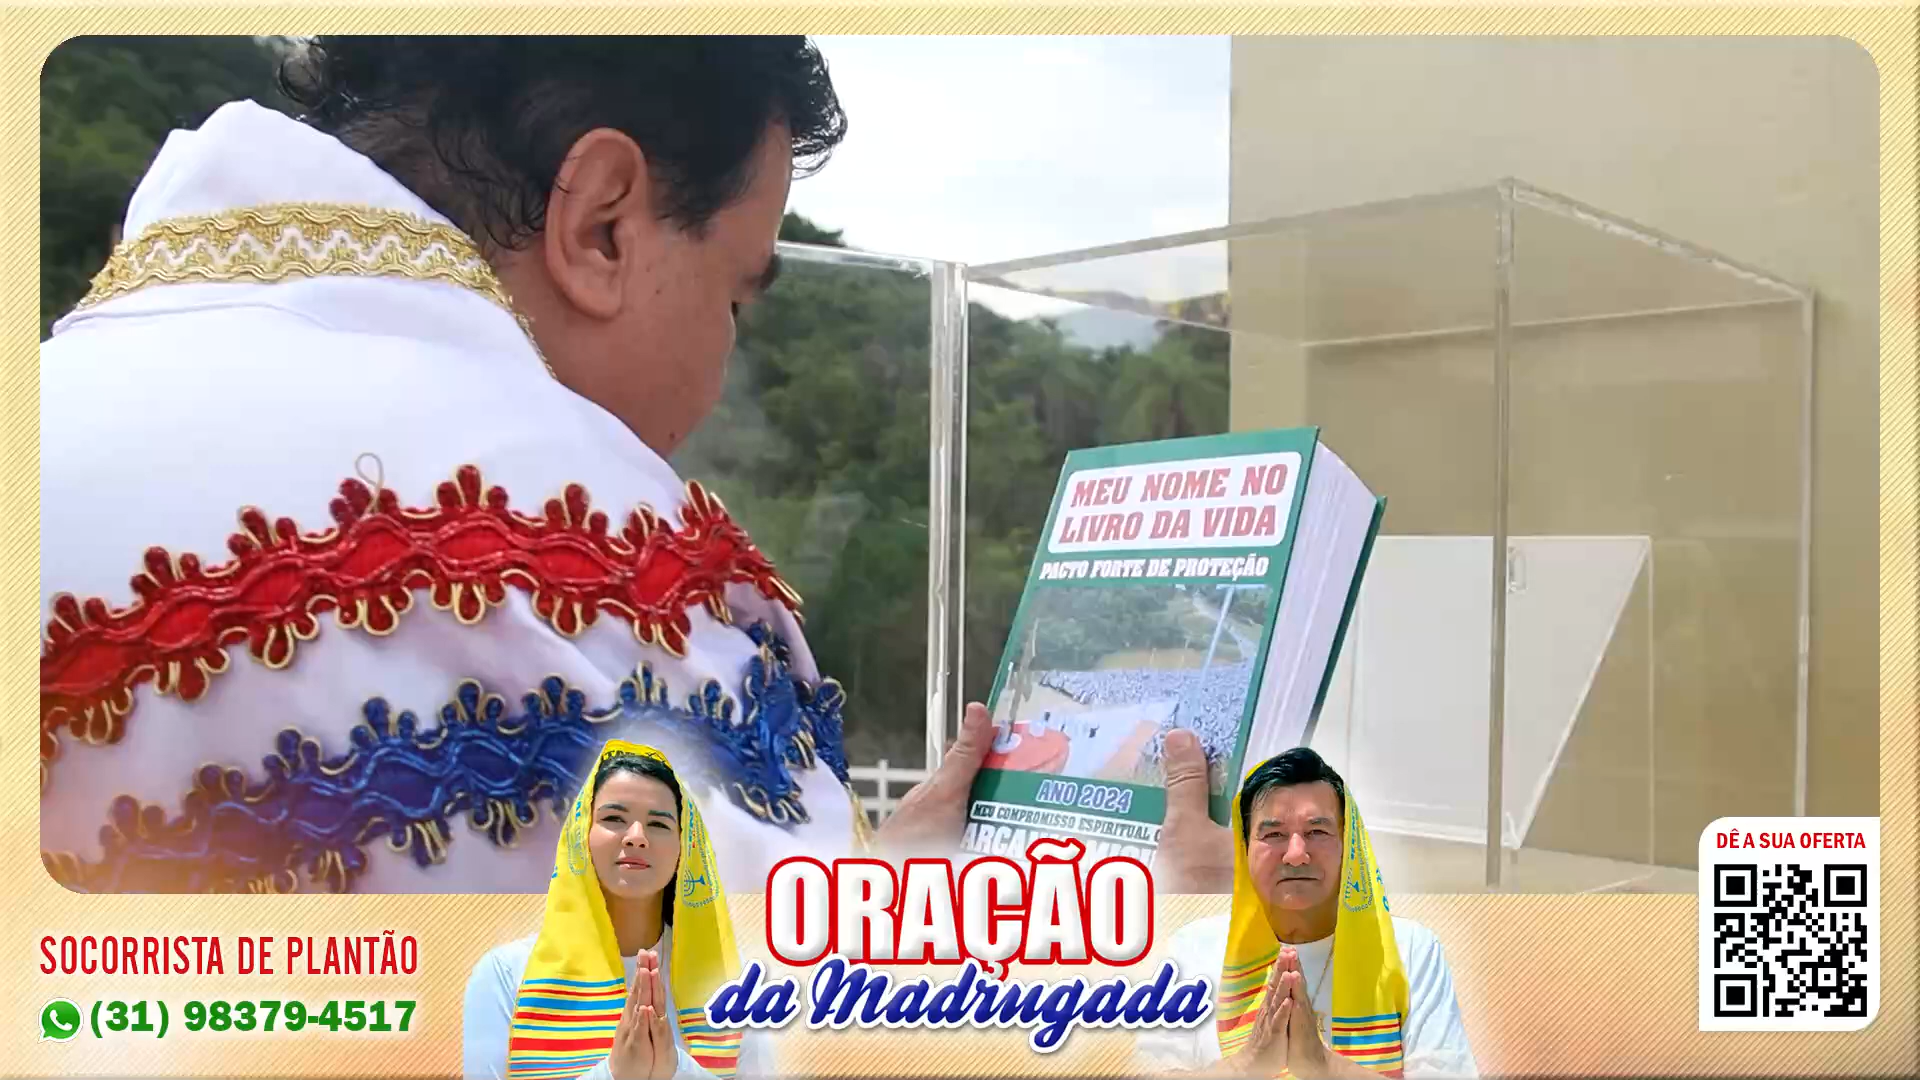 MEU NOME NO
LIVRO DA VIDA
PACTO FORTE DE PROTEÇÃO
ANO 2024
MEU COMPROMISSO ESPIRITUAL
DÊ A SUA OFERTA
ORAÇÃO
da Madrugada
SOCORRISTA DE PLANTÃO
(31) 98379-4517